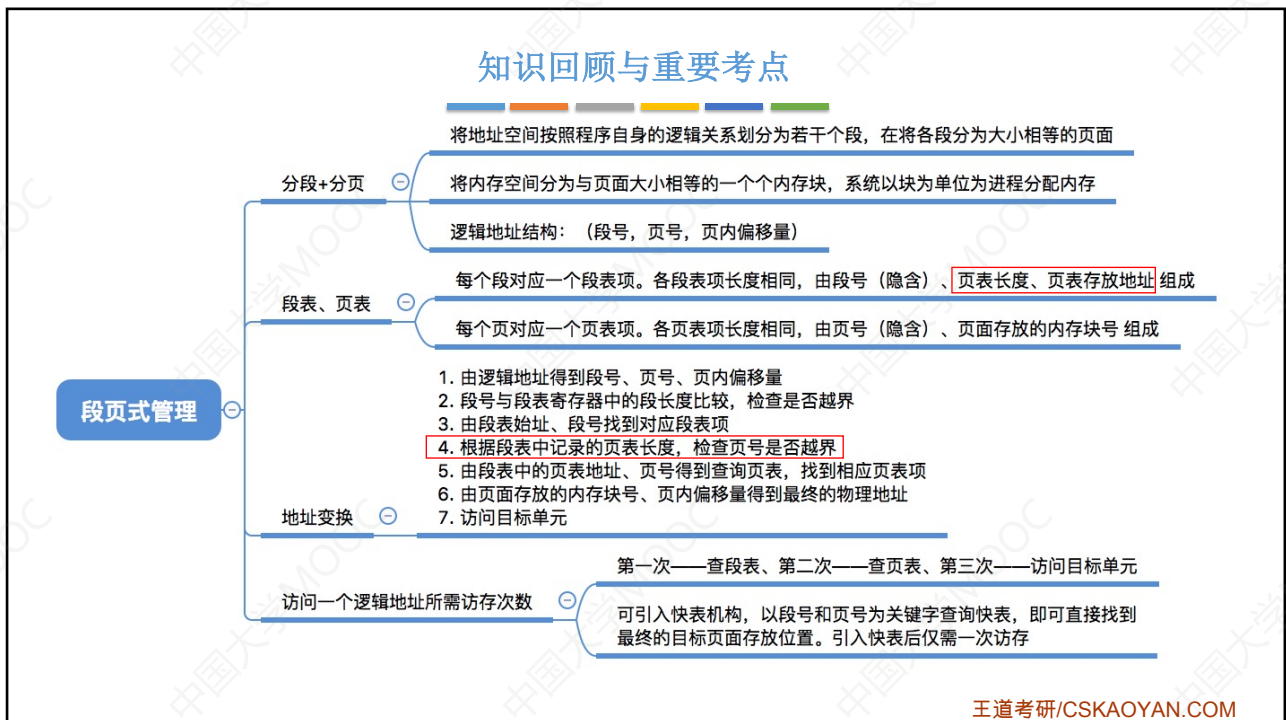 知识回顾与重要考点
将地址空间按照程序自身的逻辑关系划分为若干个段，在将各段分为大小相等的页面
分段+分页
将内存空间分为与页面大小相等的一个个内存块，系统以块为单位为进程分配内存
逻辑地址结构：（段号，页号，页内偏移量）
每个段对应一个段表项。各段表项长度相同，由段号（隐含）、页表长度、页表存放地址 组成
段表、页表
每个页对应一个页表项。各页表项长度相同，由页号（隐含）、页面存放的内存块号 组成
段页式管理
1. 由逻辑地址得到段号、页号、页内偏移量
2. 段号与段表寄存器中的段长度比较，检查是否越界
3. 由段表始址、段号找到对应段表项
4. 根据段表中记录的页表长度，检查页号是否越界
5. 由段表中的页表地址、页号得到查询页表，找到相应页表项
6. 由页面存放的内存块号、页内偏移量得到最终的物理地址
7. 访问目标单元
地址变换
第一次——查段表、第二次——查页表、第三次——访问目标单元
访问一个逻辑地址所需访存次数
可引入快表机构，以段号和页号为关键字查询快表，即可直接找到
最终的目标页面存放位置。引入快表后仅需一次访存
王道考研/CSKAOYAN.COM
中国大学MOOC